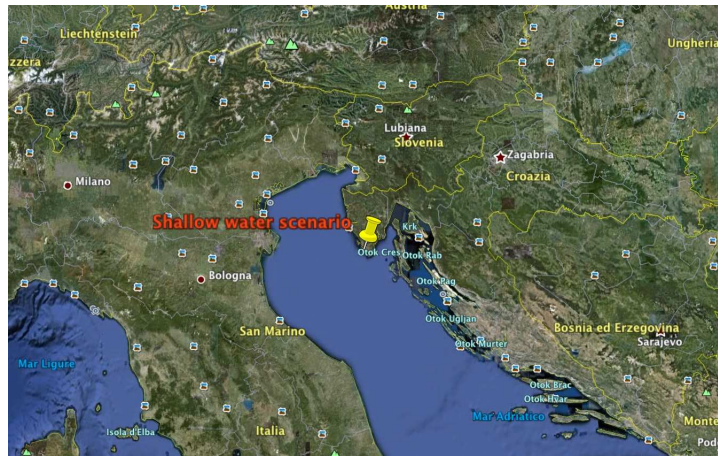 Austria
Liechtenstein
Ungheria
zzera
Lubiana
Slovenia
Zagabria
Croazia
Milano
Shallow water scenario
Krk
Otok Cres
Otok Rab
Bologna
Otok Pag
Otok Ugljan
San Marino
Bosnia ed Erzegovina
Sarajevo
Otok Murter
Mar Ligure
Otok Brac
Otok Hvar
Mar Adriatico
Monte
Isola d'Elba
Italia
Pod